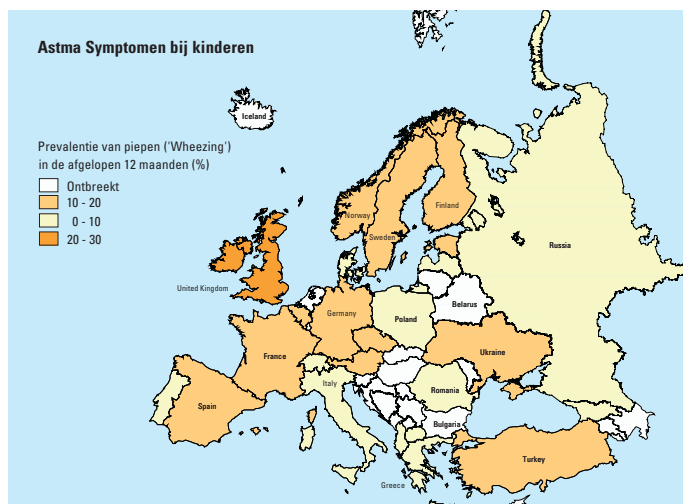 Astma Symptomen bij kinderen
Iceland
Prevalentie van piepen ('Wheezing')
in de afgelopen 12 maanden (%)
Ontbreekt
10 - 20
0 - 10
20 - 30
Norway
Finland
Sweden
Russia
United Kingdom
Belarus
Germany
Poland
France
Ukraine
Italy
Romania
Spain
Bulgaria
Turkey
Greece